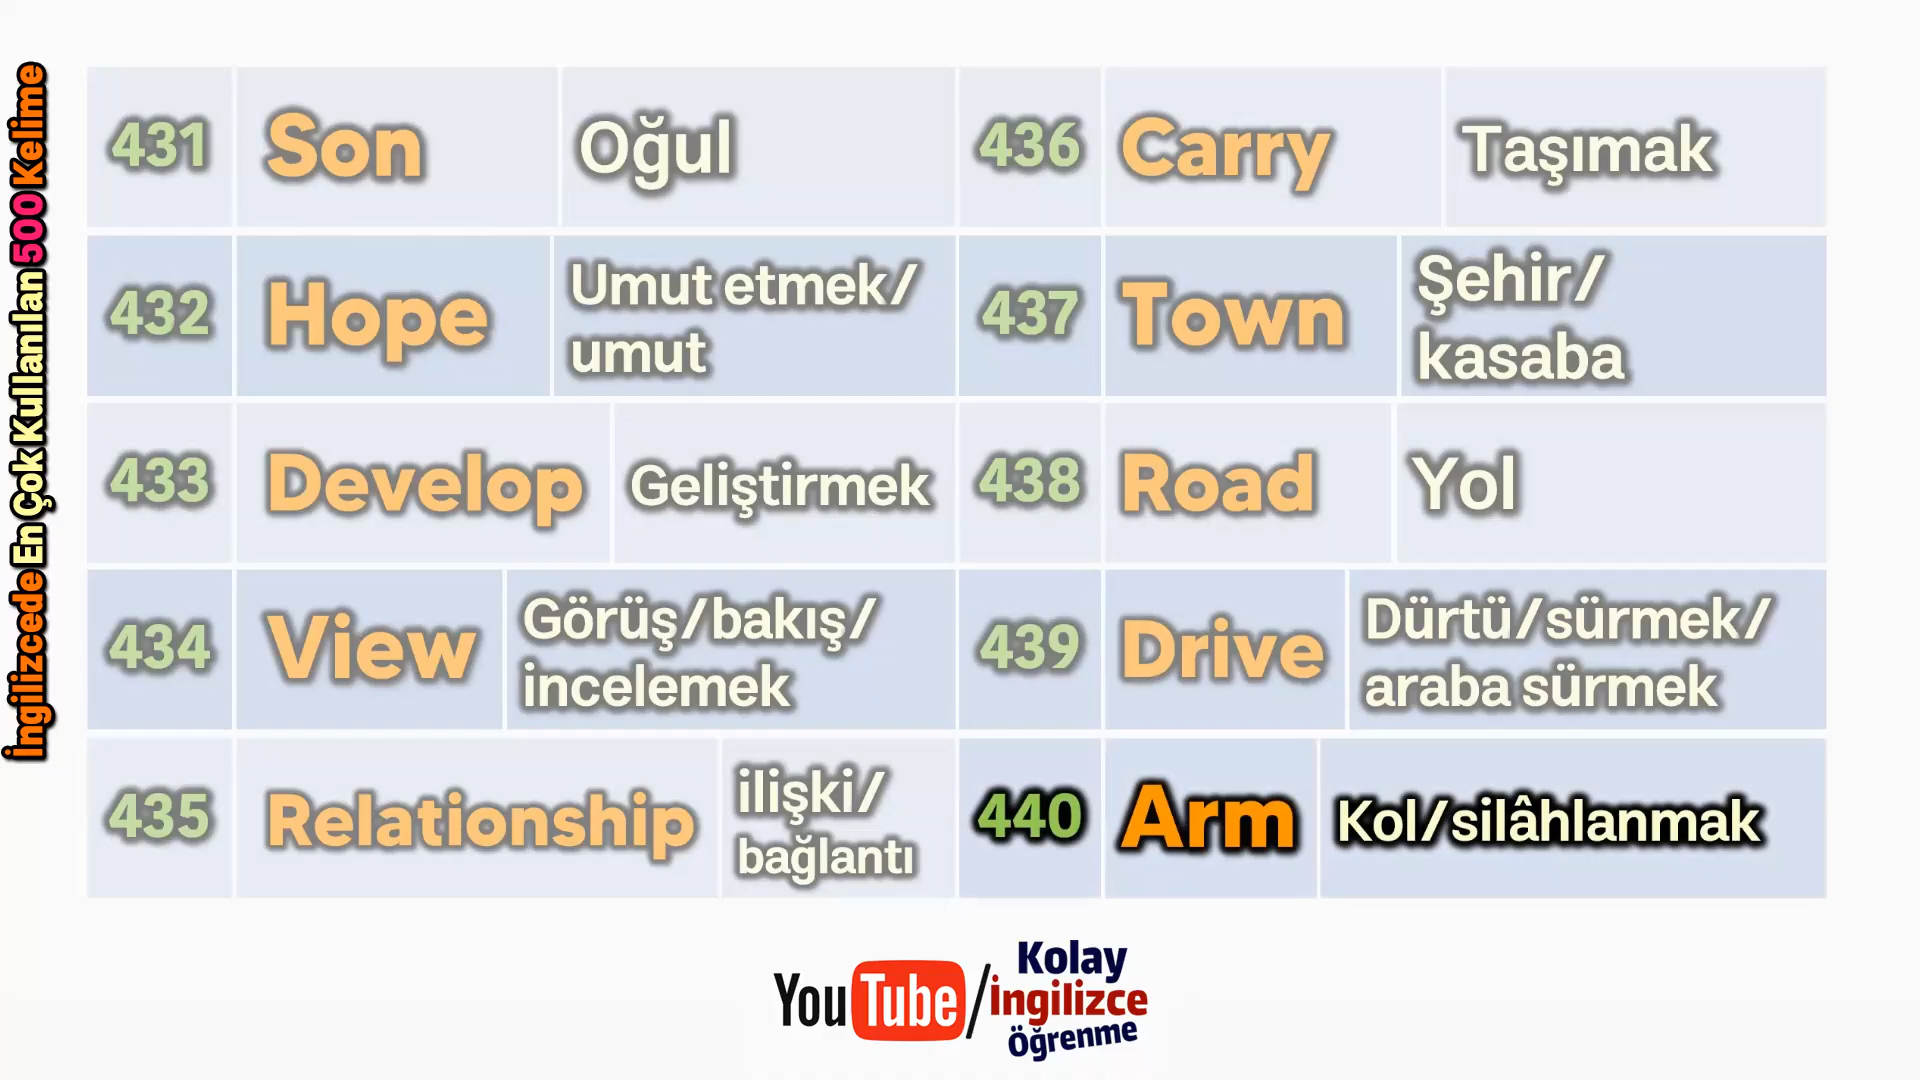 İngilizcede En Çok Kullanılan 500 Kelime
431 Son Oğul
432 Hope Umut etmek/
umut
433 Develop Geliştirmek
434 View Görüş/bakış/
incelemek
435 Relationship ilişki/
bağlantı
436 Carry Taşımak
437 Town Şehir/
kasaba
438 Road Yol
439 Drive Dürtü/sürmek/
araba sürmek
440 Arm Kol/silâhlanmak
YouTube/Kolay
İngilizce
Öğrenme